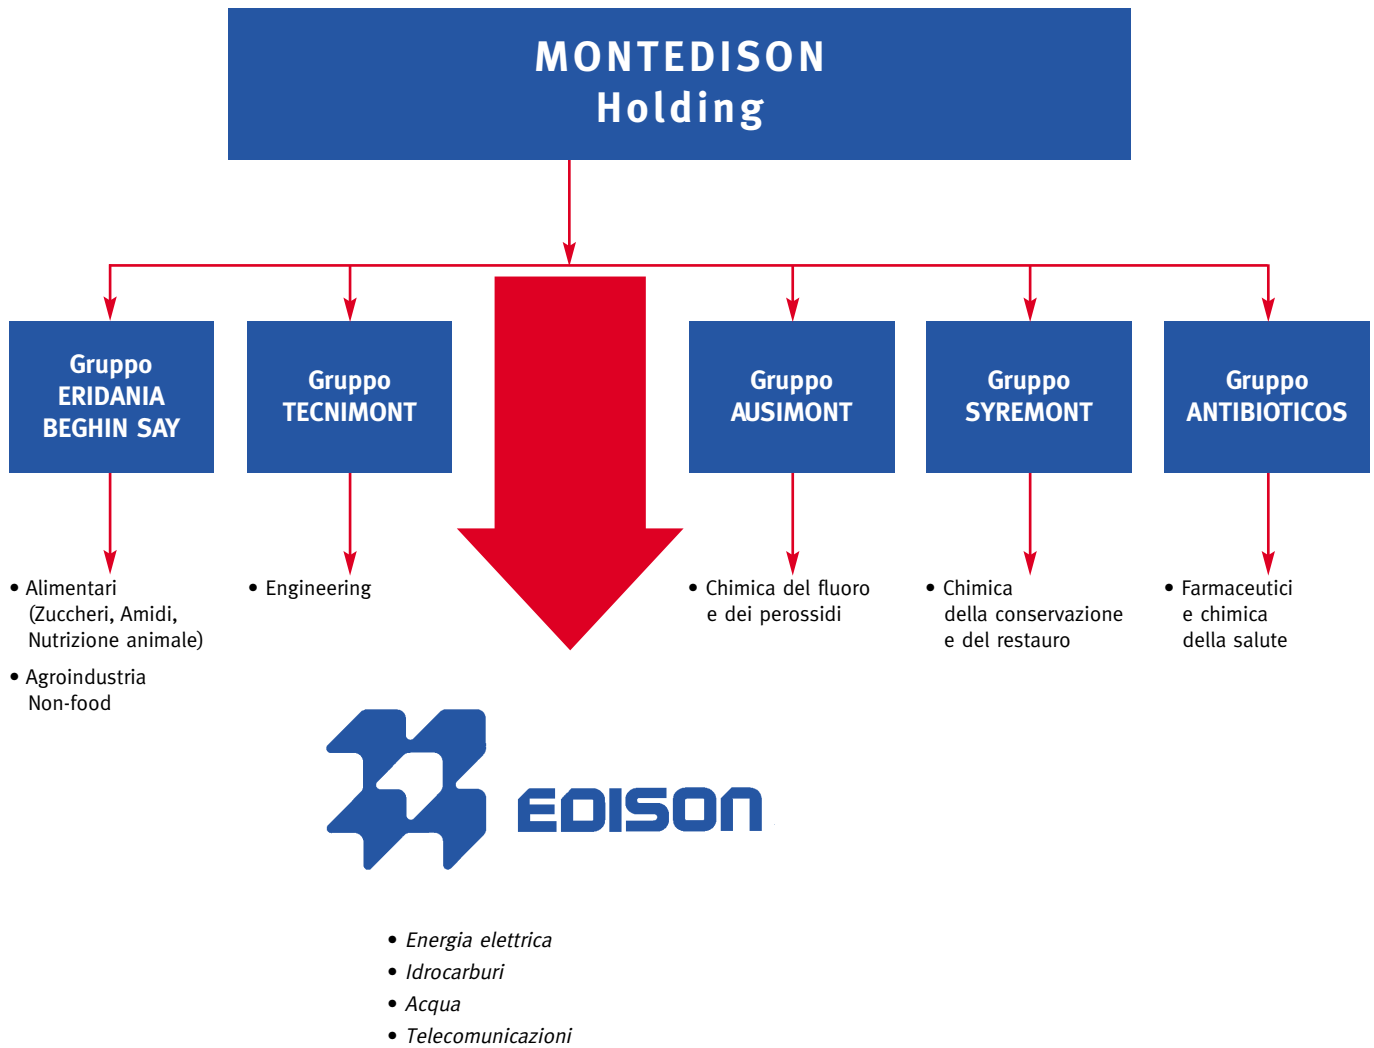 MONTEDISON
Holding
Gruppo
ERIDANIA
BEGHIN SAY
Gruppo
TECNIMONT
Gruppo
AUSIMONT
Gruppo
SYREMONT
Gruppo
ANTIBIOTICOS
• Alimentari
(Zuccheri, Amidi,
Nutrizione animale)
• Agroindustria
Non-food
• Engineering
• Chimica del fluoro
e dei perossidi
• Chimica
della conservazione
e del restauro
• Farmaceutici
e chimica
della salute
EDISON
• Energia elettrica
• Idrocarburi
• Acqua
• Telecomunicazioni